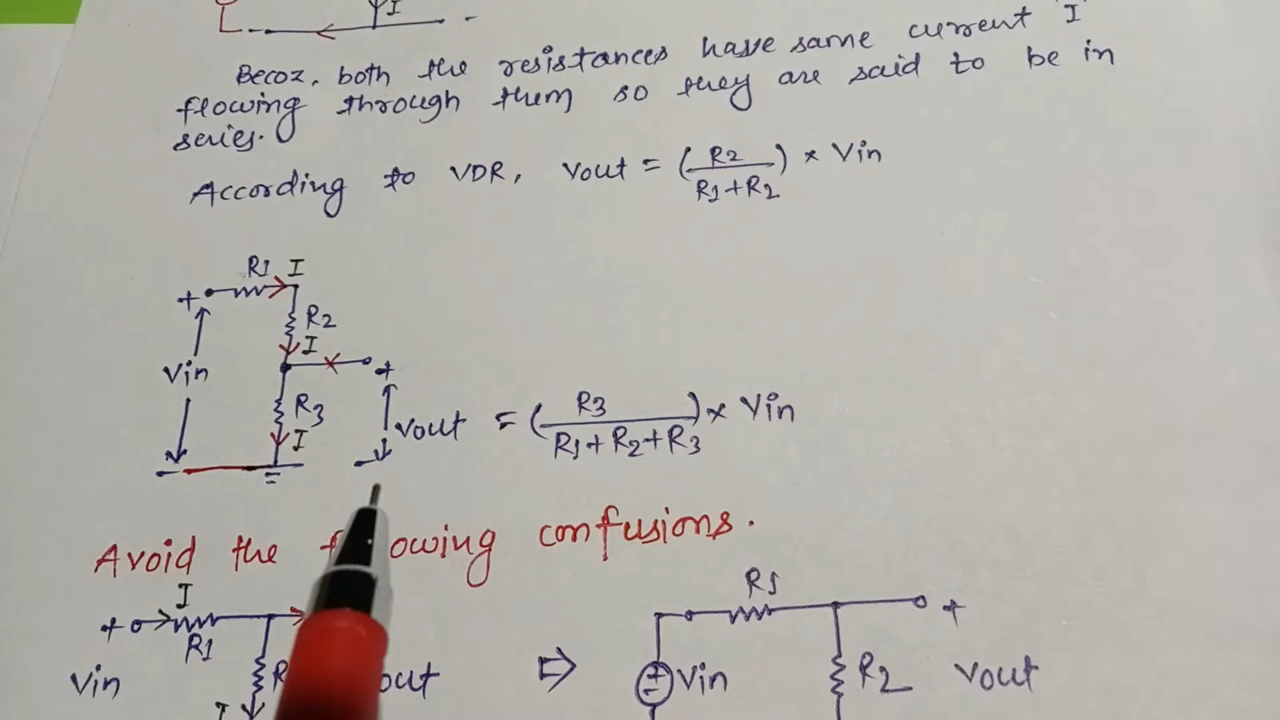 I
Becoz, both the resistances have same current I
flowing through them so they are said to be in
series.
According to VDR, Vout = (R2/R1+R2) * Vin
R1 I
+
R2
I
Vin
+
R3
I
Vout = (R3/R1+R2+R3) * Vin
-
-
Avoid the following confusions.
I
+
R1
Vin
R1
+
⇒
Vin
R2
Vout
I